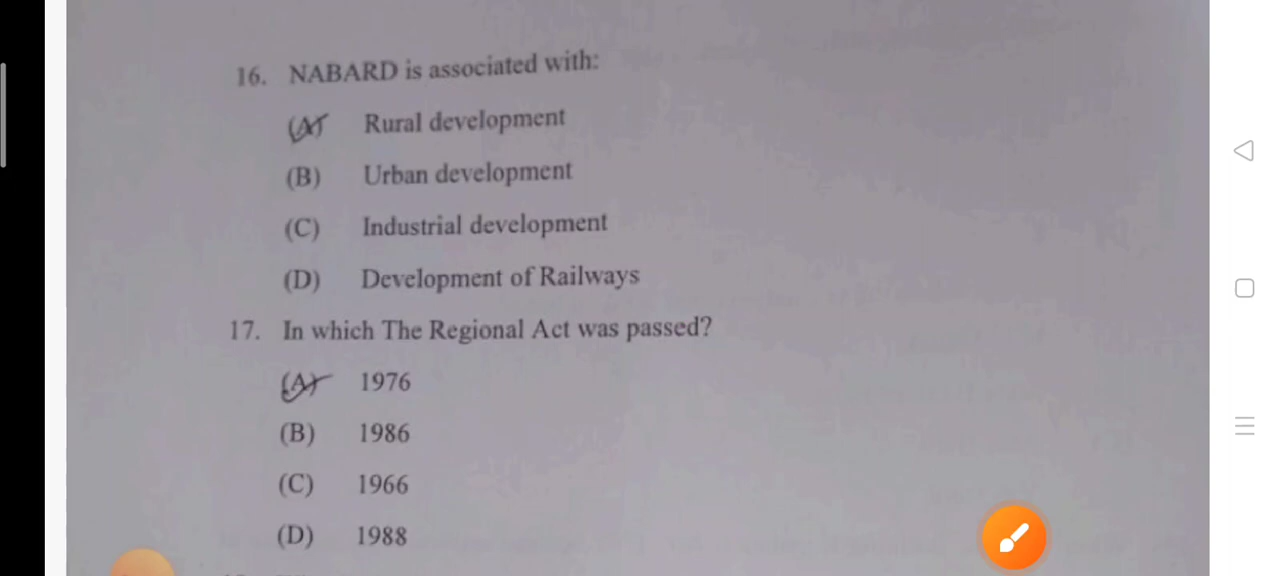 16. NABARD is associated with:
(A) Rural development
(B) Urban development
(C) Industrial development
(D) Development of Railways
17. In which The Regional Act was passed?
(A) 1976
(B) 1986
(C) 1966
(D) 1988